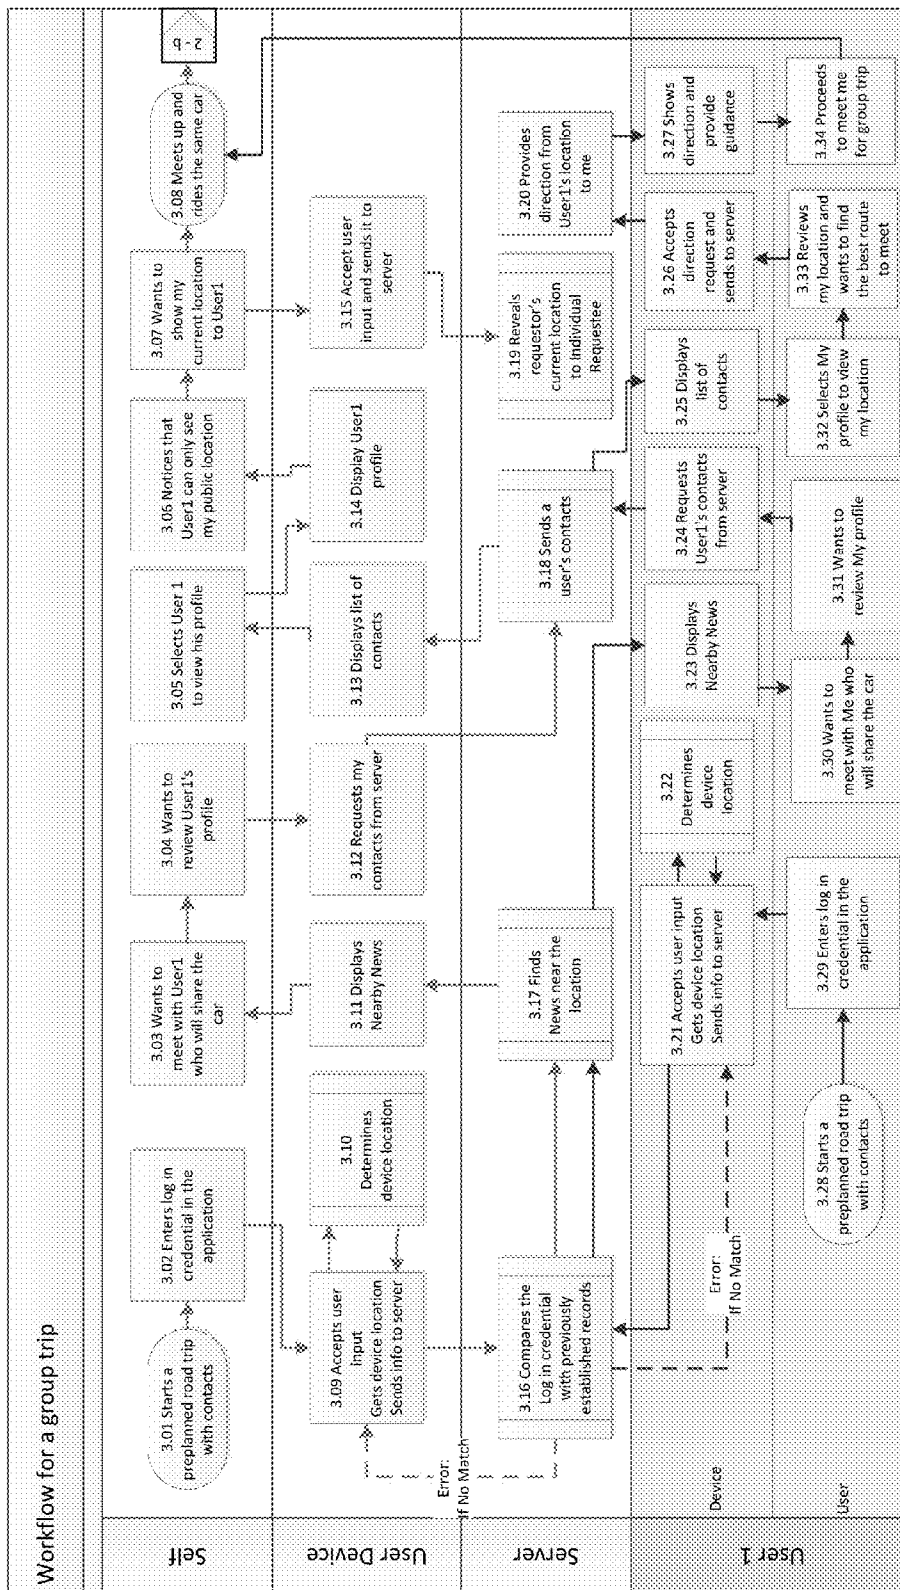 Workflow for a group trip
Self
3.01 Starts a
preplanned road trip
with contacts
3.02 Enters log in
credential in the
application
3.03 Wants to
meet with User1
who will share the
car
3.04 Wants to
review User1's
profile
3.05 Selects User 1
to view his profile
3.06 Notices that
User1 can only see
my public location
3.07 Wants to
show my
current location
to User1
3.08 Meets up and
rides the same car
2 - b
User Device
3.09 Accepts user
Input
Gets device location
Sends info to server
3.10
Determines
device location
3.11 Displays
Nearby News
3.12 Requests my
contacts from server
3.13 Displays list of
contacts
3.14 Display User1
profile
3.15 Accept user
input and sends it to
server
Error:
If No Match
Server
3.16 Compares the
Log in credential
with previously
established records
3.17 Finds
News near the
location
3.18 Sends a
user's contacts
3.19 Reveals
requestor's
current location
to Individual
Requestee
3.20 Provides
direction from
User1's location
to me
User 1
Device
Error:
If No Match
3.21 Accepts user input
Gets device location
Sends info to server
3.22
Determines
device
location
3.23 Displays
Nearby News
3.24 Requests
User1's contacts
from server
3.25 Displays
list of
contacts
3.26 Accepts
direction
request and
sends to server
3.27 Shows
direction and
provide
guidance
User
3.28 Starts a
preplanned road trip
with contacts
3.29 Enters log in
credential in the
application
3.30 Wants to
meet with Me who
will share the car
3.31 Wants to
review My profile
3.32 Selects My
profile to view
my location
3.33 Reviews
my location and
wants to find
the best route
to meet
3.34 Proceeds
to meet me
for group trip